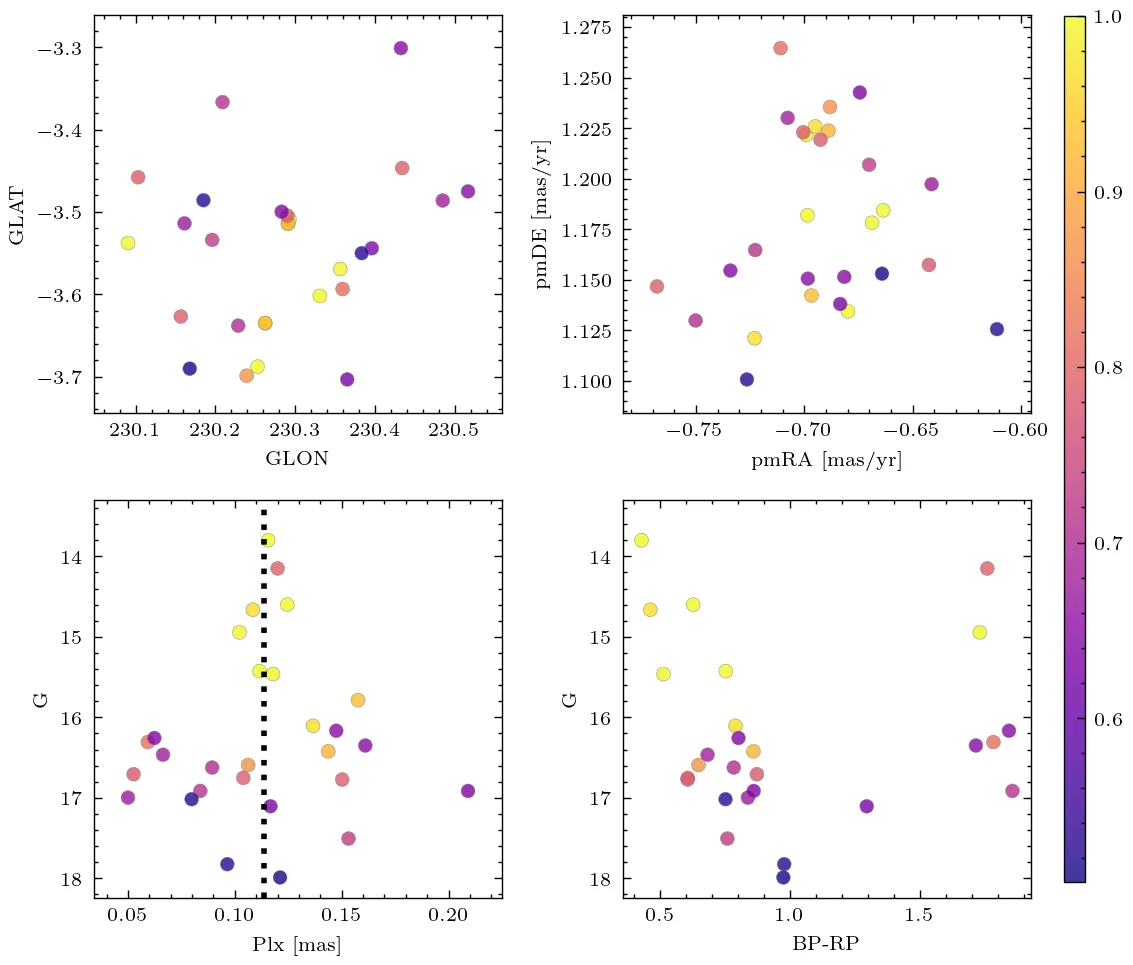 −3.3
−3.4
−3.5
−3.6
−3.7
GLAT
230.1 230.2 230.3 230.4 230.5
GLON
1.275
1.250
1.225
1.200
1.175
1.150
1.125
1.100
pmDE [mas/yr]
−0.75 −0.70 −0.65 −0.60
pmRA [mas/yr]
14
15
16
17
18
G
0.05 0.10 0.15 0.20
Plx [mas]
14
15
16
17
18
G
0.5 1.0 1.5
BP-RP
1.0
0.9
0.8
0.7
0.6